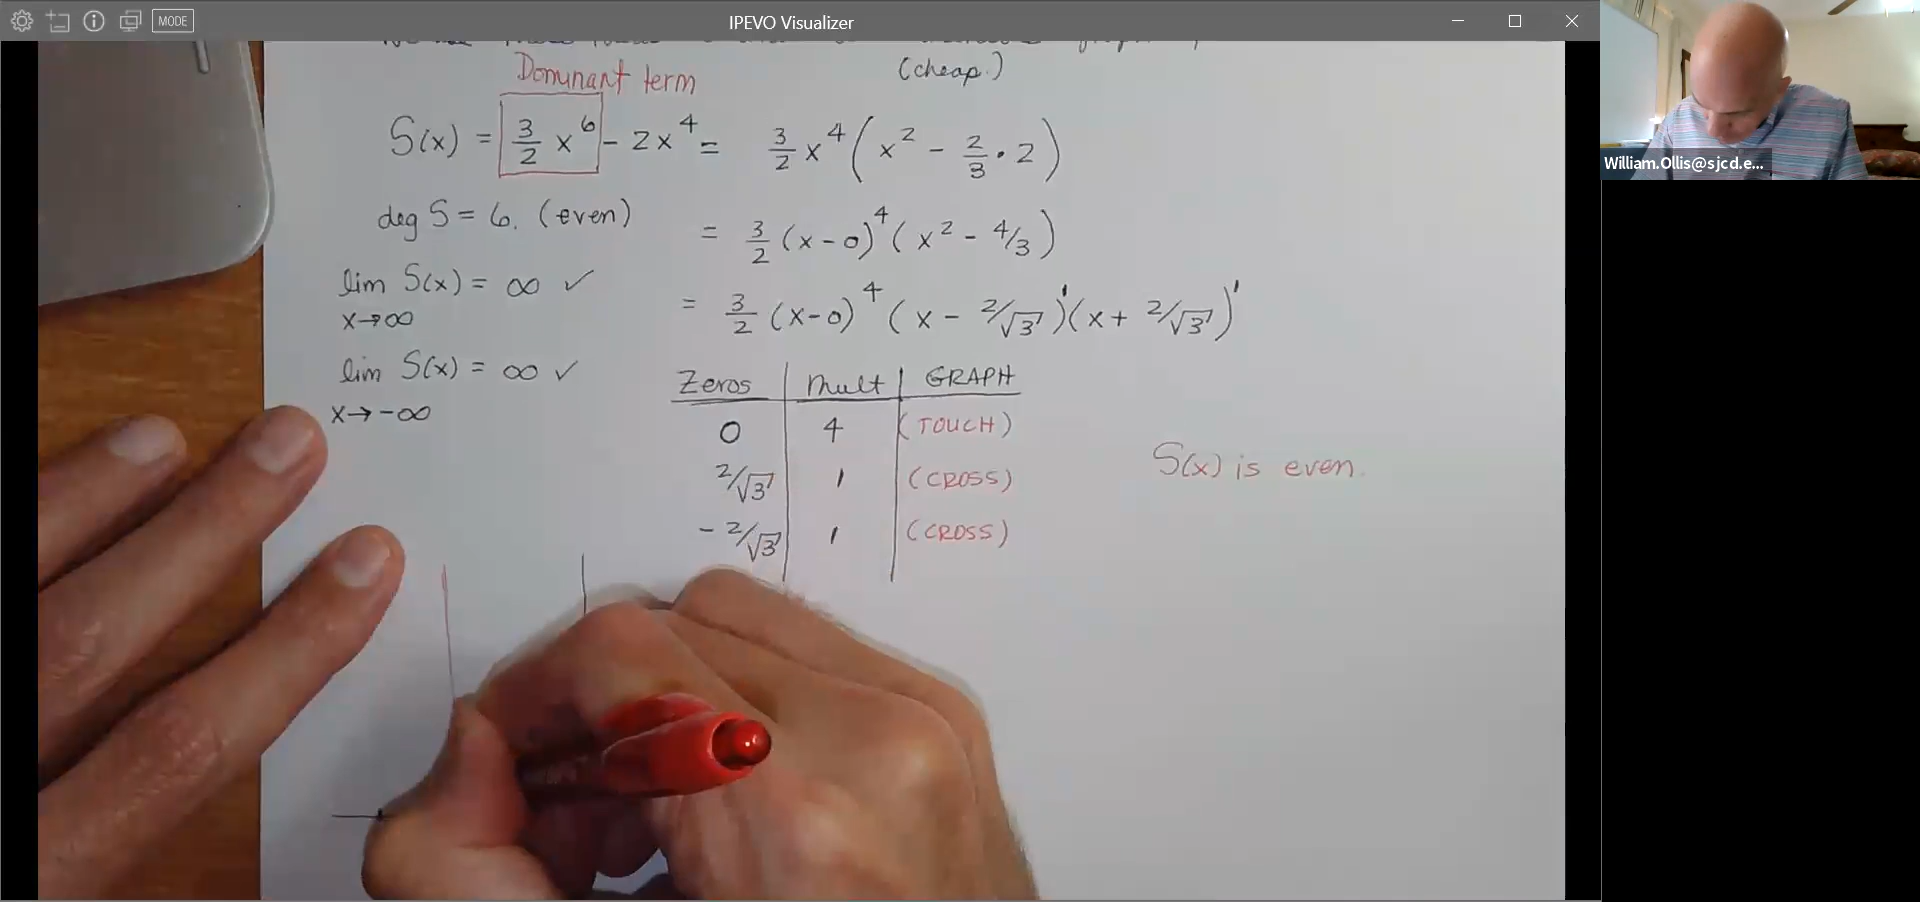 MODE
IPEVO Visualizer
Dominant term
(cheap.)
S(x) = 3/2 x^6 - 2x^4 = 3/2 x^4 (x^2 - 2/3 · 2)
deg S = 6. (even)
= 3/2 (x-0)^4 (x^2 - 4/3)
lim S(x) = ∞ ✓
x→∞
= 3/2 (x-0)^4 (x - 2/√3)^1 (x + 2/√3)^1
lim S(x) = ∞ ✓
x→-∞
Zeros | Mult | GRAPH
0 | 4 | (TOUCH)
2/√3 | 1 | (CROSS)
-2/√3 | 1 | (CROSS)
S(x) is even.
William.Ollis@sjcd.e...